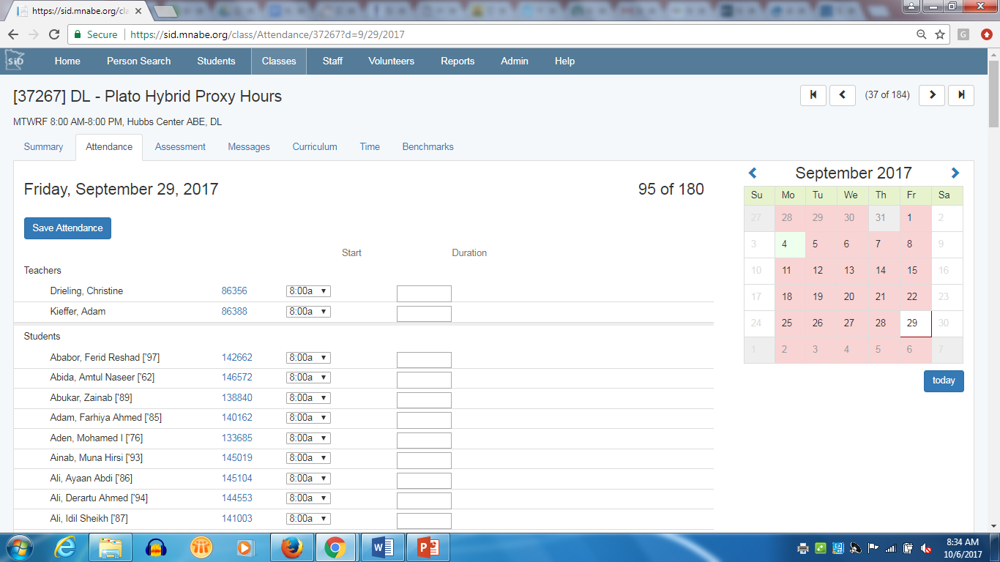 https://sid.mnabe.org/cla
Secure https://sid.mnabe.org/class/Attendance/37267?d=9/29/2017
SiD Home Person Search Students Classes Staff Volunteers Reports Admin Help
[37267] DL - Plato Hybrid Proxy Hours
(37 of 184)
MTWRF 8:00 AM-8:00 PM, Hubbs Center ABE, DL
Summary Attendance Assessment Messages Curriculum Time Benchmarks
Friday, September 29, 2017
95 of 180
Save Attendance
Start Duration
Teachers
Drieling, Christine 86356 8:00a
Kieffer, Adam 86388 8:00a
Students
Ababor, Ferid Reshad ['97] 142662 8:00a
Abida, Amtul Naseer ['62] 146572 8:00a
Abukar, Zainab ['89] 138840 8:00a
Adam, Farhiya Ahmed ['85] 140162 8:00a
Aden, Mohamed I ['76] 133685 8:00a
Ainab, Muna Hirsi ['93] 145019 8:00a
Ali, Ayaan Abdi ['86] 145104 8:00a
Ali, Derartu Ahmed ['94] 144553 8:00a
Ali, Idil Sheikh ['87] 141003 8:00a
September 2017
Su Mo Tu We Th Fr Sa
27 28 29 30 31 1 2
3 4 5 6 7 8 9
10 11 12 13 14 15 16
17 18 19 20 21 22 23
24 25 26 27 28 29 30
1 2 3 4 5 6 7
today
8:34 AM
10/6/2017